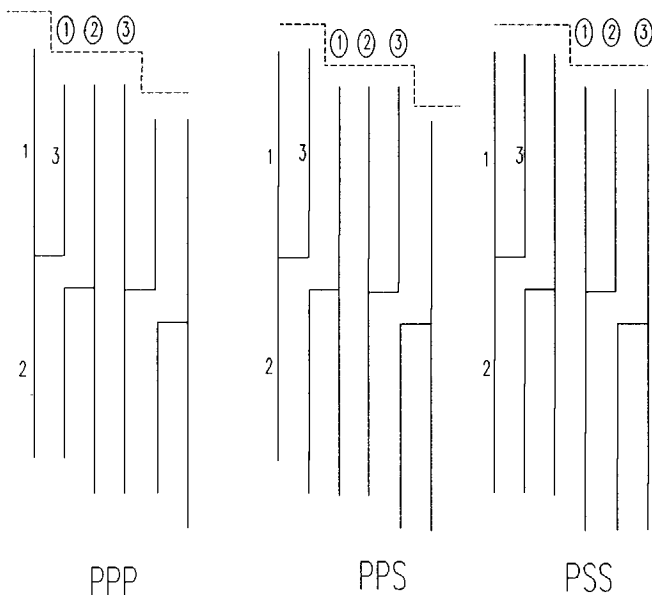 ① ② ③ ① ② ③ ① ② ③
1 3 1 3 1 3
2 2 2
PPP PPS PSS